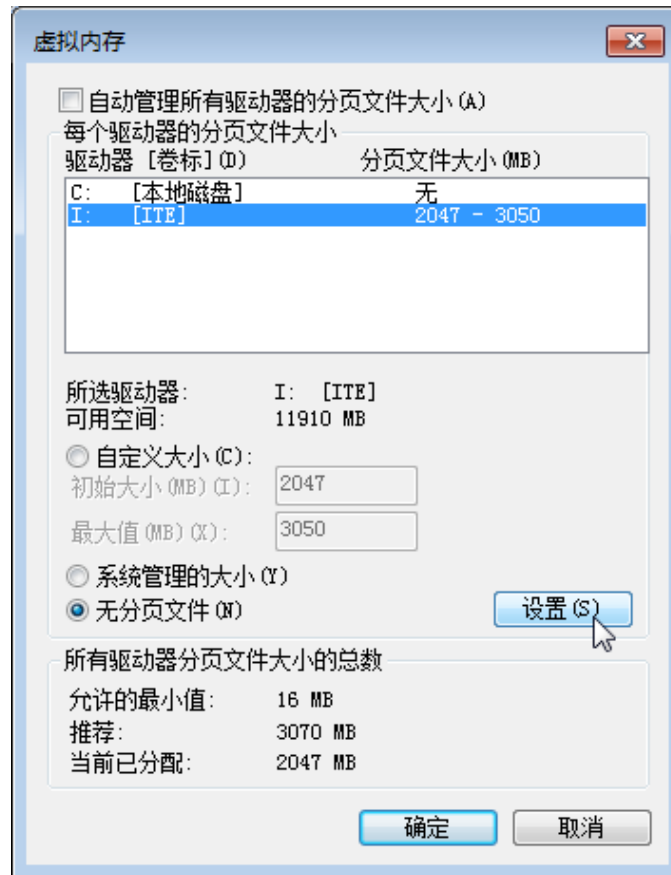 虚拟内存
自动管理所有驱动器的分页文件大小(A)
每个驱动器的分页文件大小
驱动器 [卷标](D) 分页文件大小(MB)
C: [本地磁盘] 无
I: [ITE] 2047 - 3050
所选驱动器: I: [ITE]
可用空间: 11910 MB
自定义大小(C):
初始大小(MB)(I): 2047
最大值(MB)(X): 3050
系统管理的大小(Y)
无分页文件(N) 设置(S)
所有驱动器分页文件大小的总数
允许的最小值: 16 MB
推荐: 3070 MB
当前已分配: 2047 MB
确定 取消